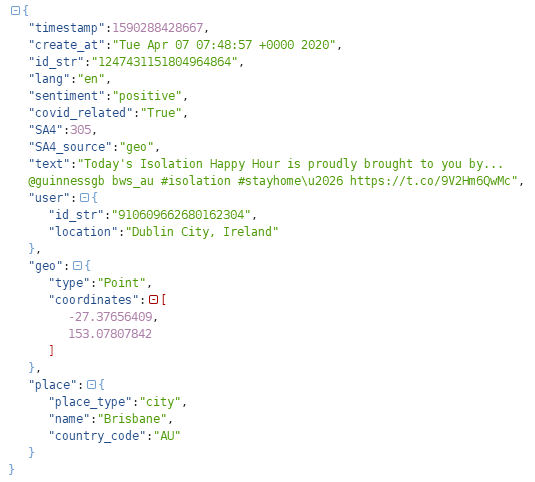 {
"timestamp":1590288428667,
"create_at":"Tue Apr 07 07:48:57 +0000 2020",
"id_str":"1247431151804964864",
"lang":"en",
"sentiment":"positive",
"covid_related":"True",
"SA4":305,
"SA4_source":"geo",
"text":"Today's Isolation Happy Hour is proudly brought to you by...
@guinnessgb bws_au #isolation #stayhome\u2026 https://t.co/9V2Hm6QwMc",
"user":{
"id_str":"910609662680162304",
"location":"Dublin City, Ireland"
},
"geo":{
"type":"Point",
"coordinates":[
-27.37656409,
153.07807842
]
},
"place":{
"place_type":"city",
"name":"Brisbane",
"country_code":"AU"
}
}